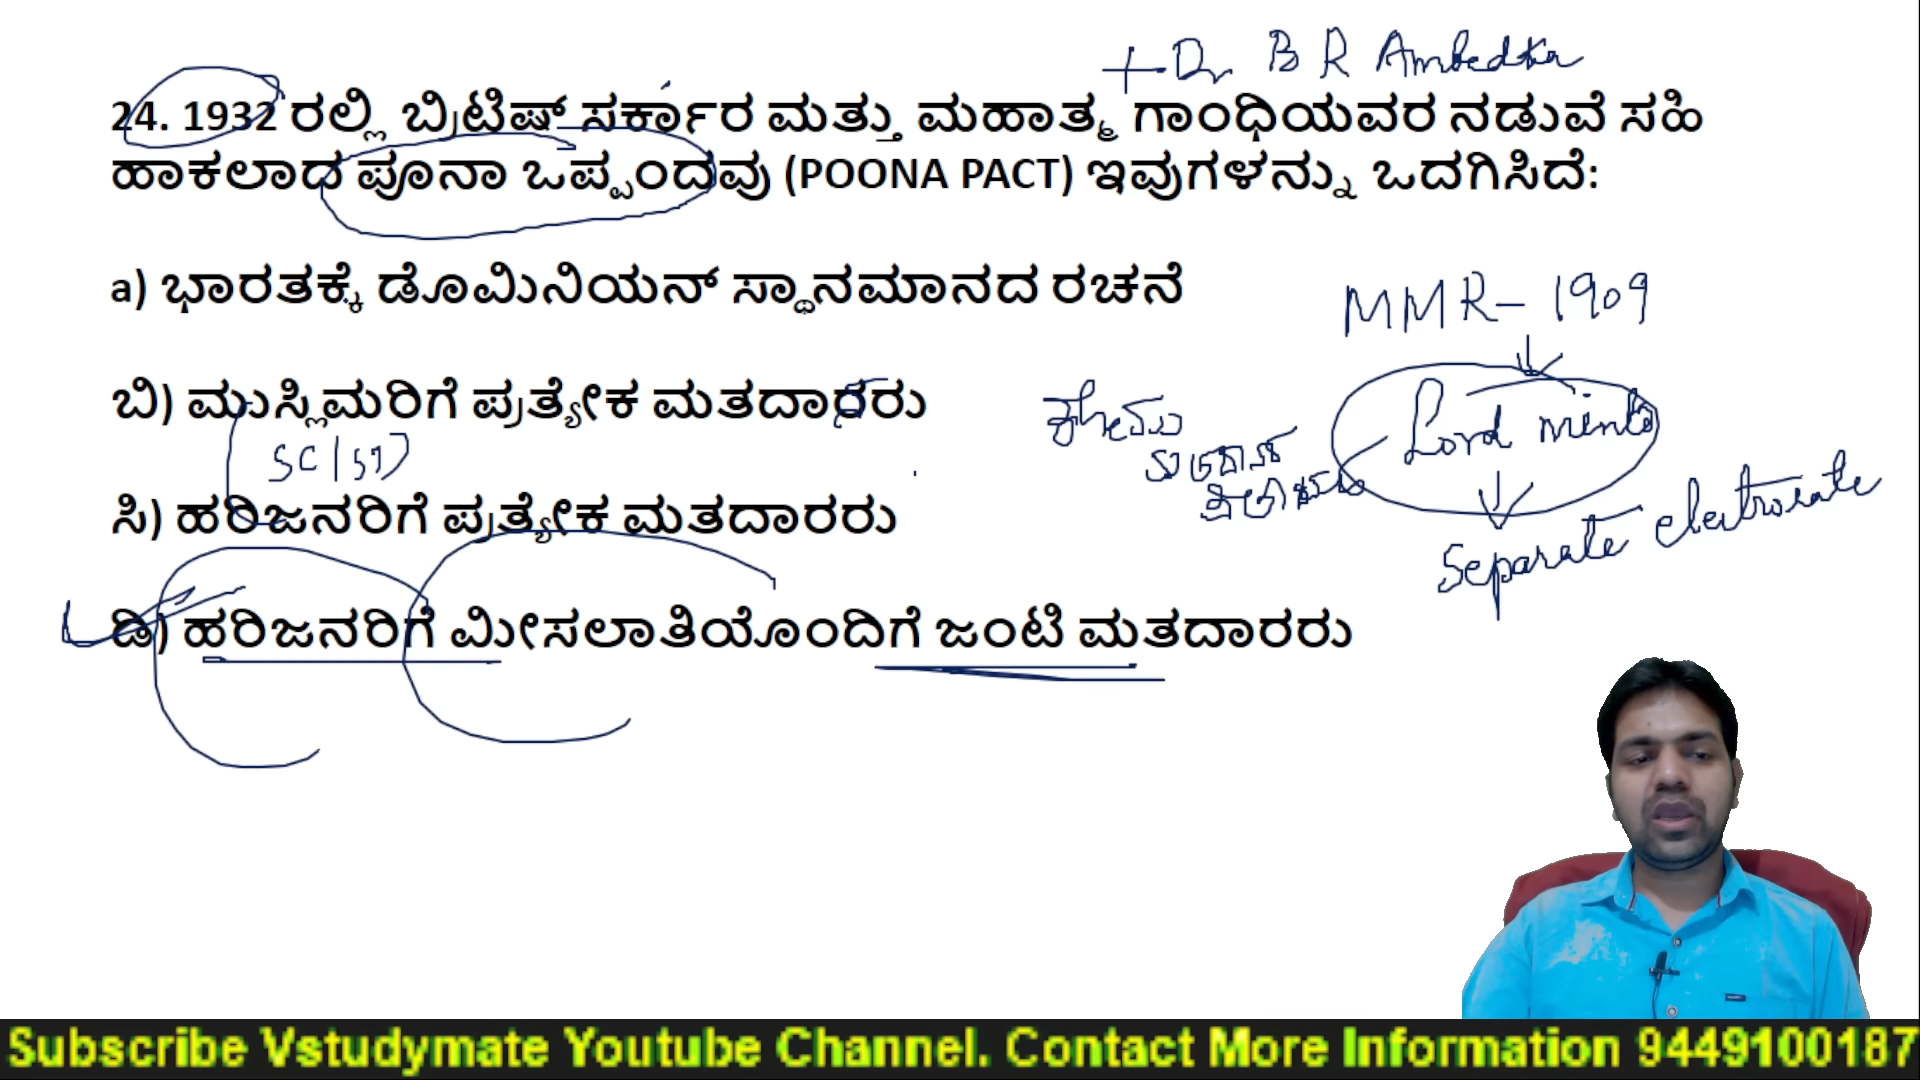 + Dr B R Ambedkar
24. 1932 ರಲ್ಲಿ ಬ್ರಿಟಿಷ್ ಸರ್ಕಾರ ಮತ್ತು ಮಹಾತ್ಮ ಗಾಂಧಿಯವರ ನಡುವೆ ಸಹಿ
ಹಾಕಲಾದ ಪೂನಾ ಒಪ್ಪಂದವು (POONA PACT) ಇವುಗಳನ್ನು ಒದಗಿಸಿದೆ:
a) ಭಾರತಕ್ಕೆ ಡೊಮಿನಿಯನ್ ಸ್ಥಾನಮಾನದ ರಚನೆ
MMR - 1909
ಬಿ) ಮುಸ್ಲಿಮರಿಗೆ ಪ್ರತ್ಯೇಕ ಮತದಾರರು
ಕೋಮು
Lord minto
SC/ST)
ಸಿ) ಹರಿಜನರಿಗೆ ಪ್ರತ್ಯೇಕ ಮತದಾರರು
Separate electrorate
ಡಿ) ಹರಿಜನರಿಗೆ ಮೀಸಲಾತಿಯೊಂದಿಗೆ ಜಂಟಿ ಮತದಾರರು
Subscribe Vstudymate Youtube Channel. Contact More Information 9449100187